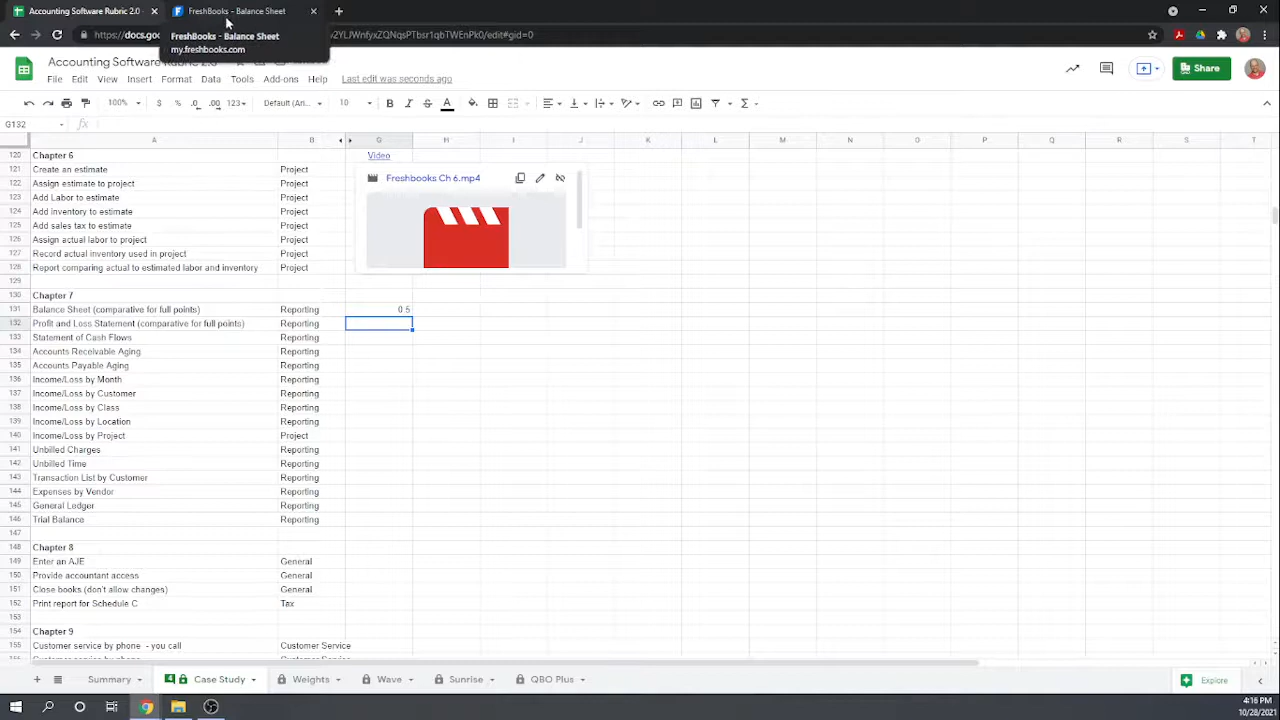 Accounting Software Rubric 2.0
FreshBooks - Balance Sheet
FreshBooks - Balance Sheet
my.freshbooks.com
https://docs.goo
2YLJWnfyxZQNqsPTbsr1qbTWEnPk0/edit#gid=0
Accounting Software Rubric 2.0
File Edit View Insert Format Data Tools Add-ons Help Last edit was seconds ago
Share
100% $ % .0 .00 123 Default (Ari... 10 B I S A
G132 fx
A B G H I J K L M N O P Q R S T
120 Chapter 6 Video
121 Create an estimate Project
Freshbooks Ch 6.mp4
122 Assign estimate to project Project
123 Add Labor to estimate Project
124 Add Inventory to estimate Project
125 Add sales tax to estimate Project
126 Assign actual labor to project Project
127 Record actual inventory used in project Project
128 Report comparing actual to estimated labor and inventory Project
129
130 Chapter 7
131 Balance Sheet (comparative for full points) Reporting 0.5
132 Profit and Loss Statement (comparative for full points) Reporting
133 Statement of Cash Flows Reporting
134 Accounts Receivable Aging Reporting
135 Accounts Payable Aging Reporting
136 Income/Loss by Month Reporting
137 Income/Loss by Customer Reporting
138 Income/Loss by Class Reporting
139 Income/Loss by Location Reporting
140 Income/Loss by Project Project
141 Unbilled Charges Reporting
142 Unbilled Time Reporting
143 Transaction List by Customer Reporting
144 Expenses by Vendor Reporting
145 General Ledger Reporting
146 Trial Balance Reporting
147
148 Chapter 8
149 Enter an AJE General
150 Provide accountant access General
151 Close books (don't allow changes) General
152 Print report for Schedule C Tax
153
154 Chapter 9
155 Customer service by phone - you call Customer Service
Summary 4 Case Study Weights Wave Sunrise QBO Plus Explore
4:16 PM
10/28/2021